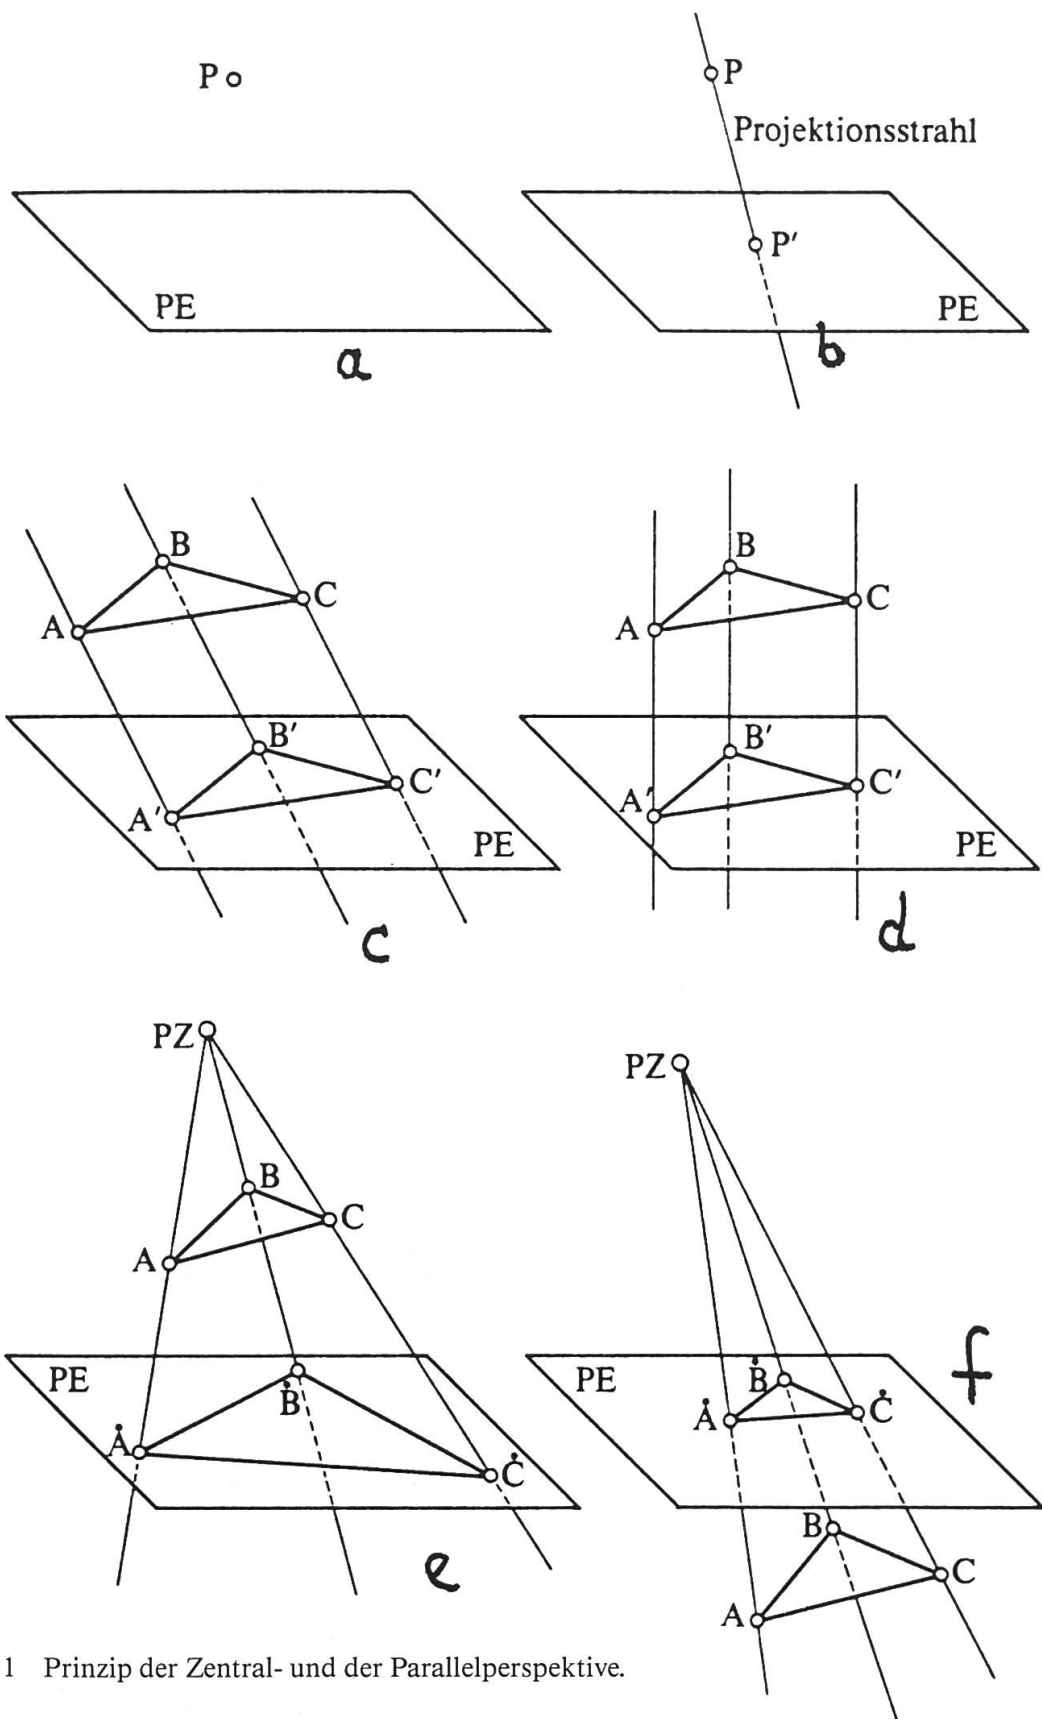 P
P
Projektionsstrahl
P′
PE
PE
a
b
B
C
A
B′
C′
A′
PE
c
B
C
A
B′
C′
A′
PE
d
PZ
B
C
A
PE
Ḃ
Ȧ
Ċ
e
PZ
PE
Ḃ
Ȧ
Ċ
f
B
C
A
1 Prinzip der Zentral- und der Parallelperspektive.